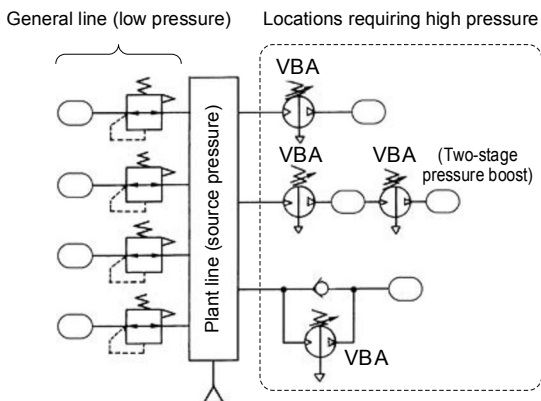 General line (low pressure)
Locations requiring high pressure
Plant line (source pressure)
VBA
VBA
VBA
(Two-stage
pressure boost)
VBA